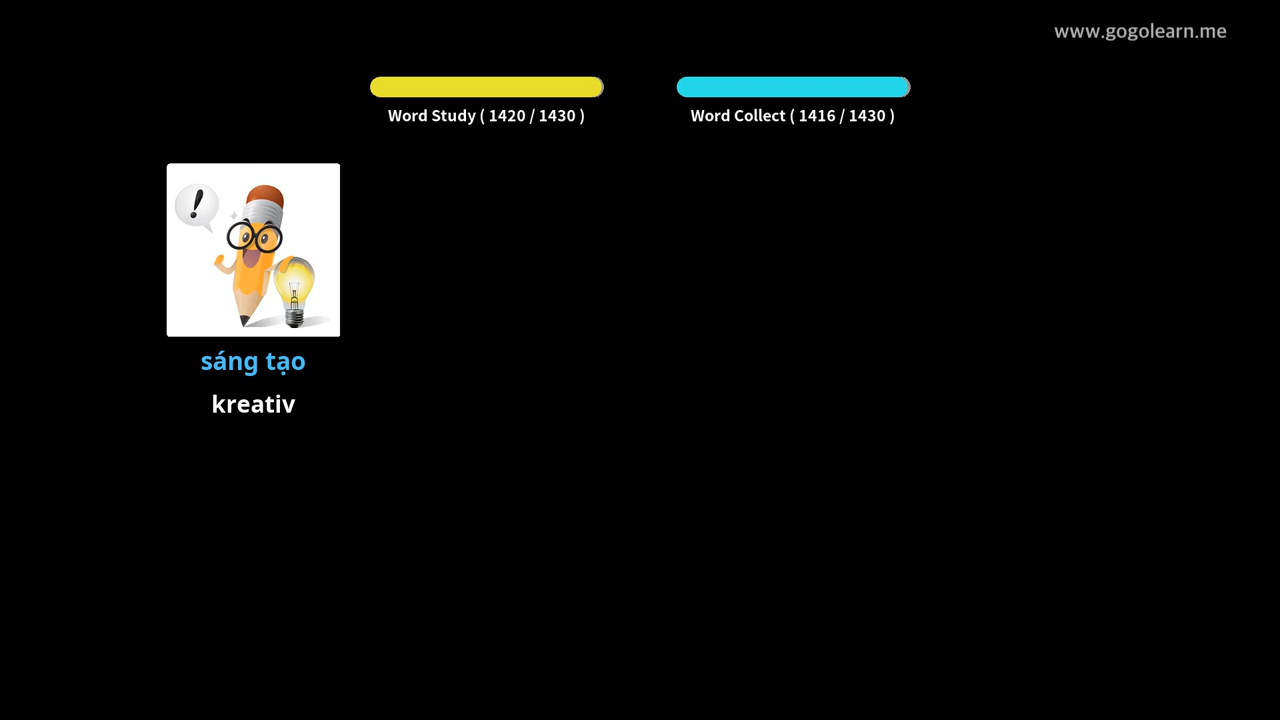 www.gogolearn.me
Word Study ( 1420 / 1430 )
Word Collect ( 1416 / 1430 )
!
sáng tạo
kreativ